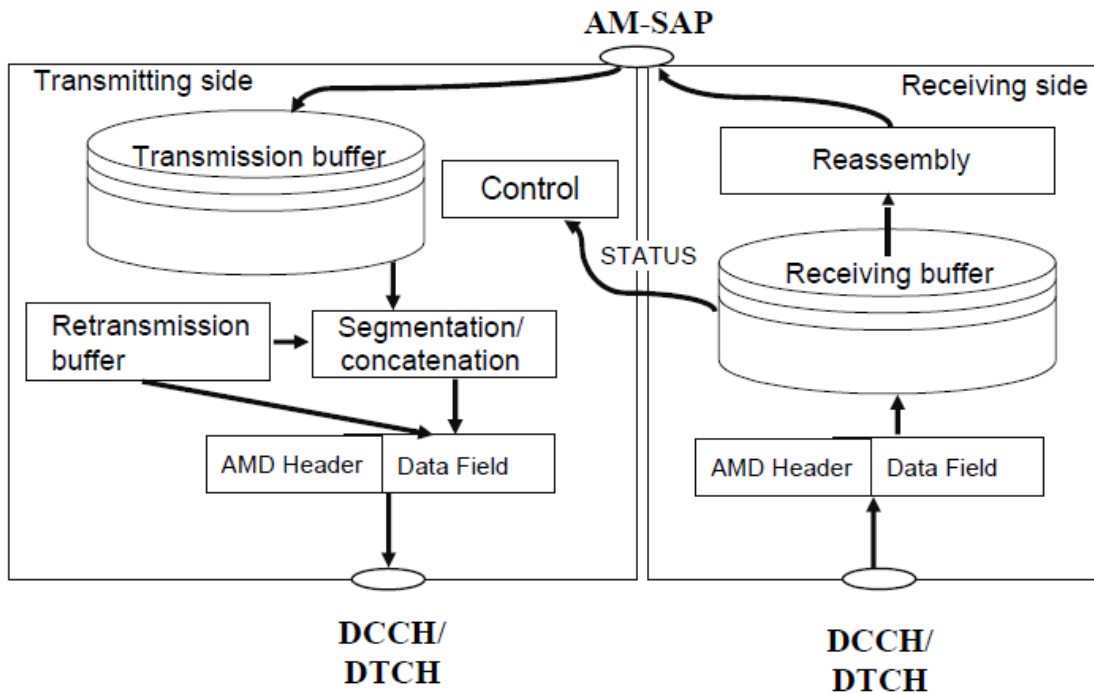 AM-SAP
Transmitting side
Receiving side
Transmission buffer
Control
Reassembly
STATUS
Receiving buffer
Retransmission
buffer
Segmentation/
concatenation
AMD Header
Data Field
AMD Header
Data Field
DCCH/
DTCH
DCCH/
DTCH